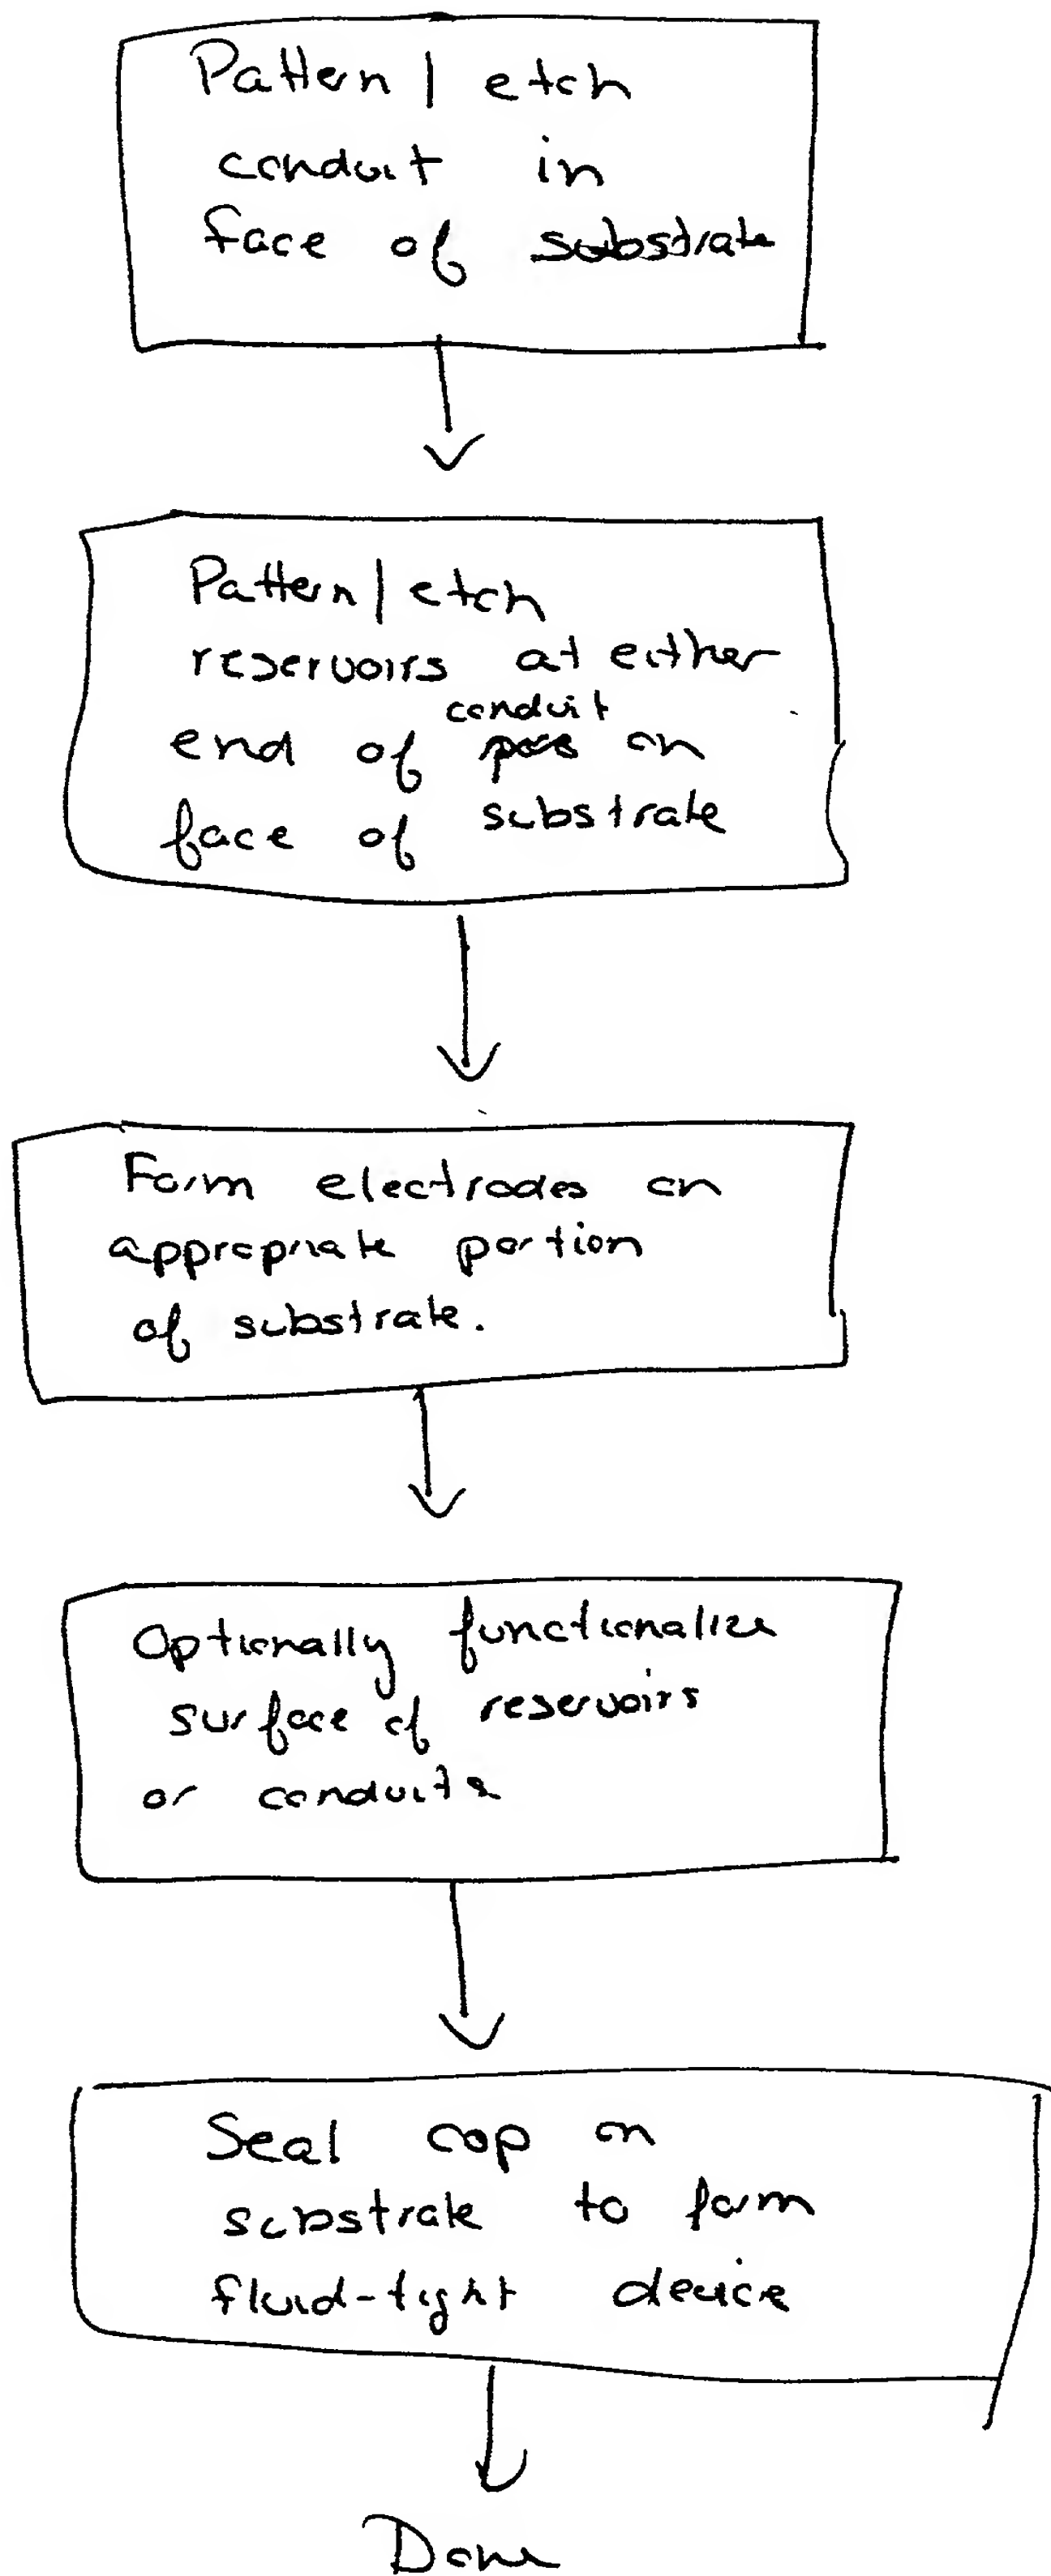 Pattern / etch
conduit in
face of substrate
Pattern / etch
reservoirs at either
conduit
end of on
face of substrate
Form electrodes on
appropriate portion
of substrate.
Optionally functionalize
surface of reservoirs
or conduits
Seal cap on
substrate to form
fluid-tight device
Done